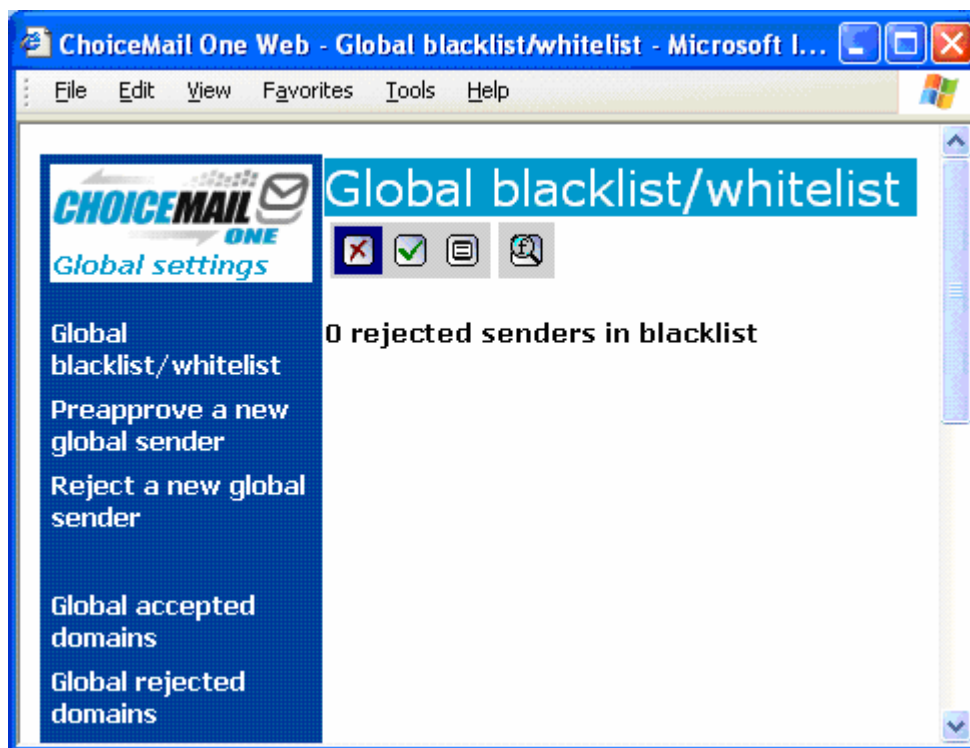 ChoiceMail One Web - Global blacklist/whitelist - Microsoft I...
File Edit View Favorites Tools Help
CHOICEMAIL
ONE
Global settings
Global blacklist/whitelist
0 rejected senders in blacklist
Global
blacklist/whitelist
Preapprove a new
global sender
Reject a new global
sender
Global accepted
domains
Global rejected
domains